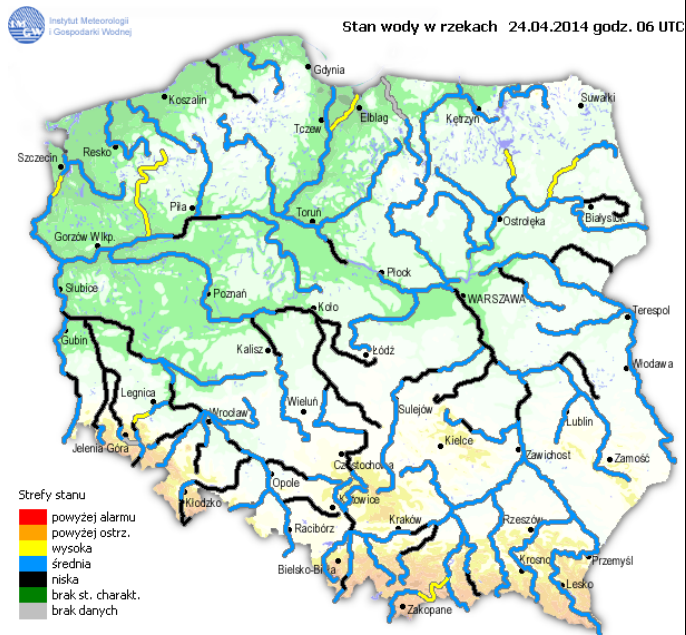 Instytut Meteorologii
i Gospodarki Wodnej
Stan wody w rzekach 24.04.2014 godz. 06 UTC
Gdynia
Koszalin
Suwałki
Elbląg
Kętrzyn
Tczew
Resko
Szczecin
Białystok
Piła
Toruń
Ostrołęka
Gorzów Wlkp.
Płock
Słubice
Poznań
WARSZAWA
Koło
Terespol
Gubin
Kalisz
Łódź
Włodawa
Legnica
Wieluń
Sulejów
Wrocław
Lublin
Kielce
Jelenia Góra
Zawichost
Zamość
Częstochowa
Opole
Strefy stanu
Kłodzko
Katowice
powyżej alarmu
Kraków
Rzeszów
Racibórz
powyżej ostrz.
wysoka
Krosno
Przemyśl
średnia
Bielsko-Biała
niska
Lesko
brak st. charakt.
Zakopane
brak danych